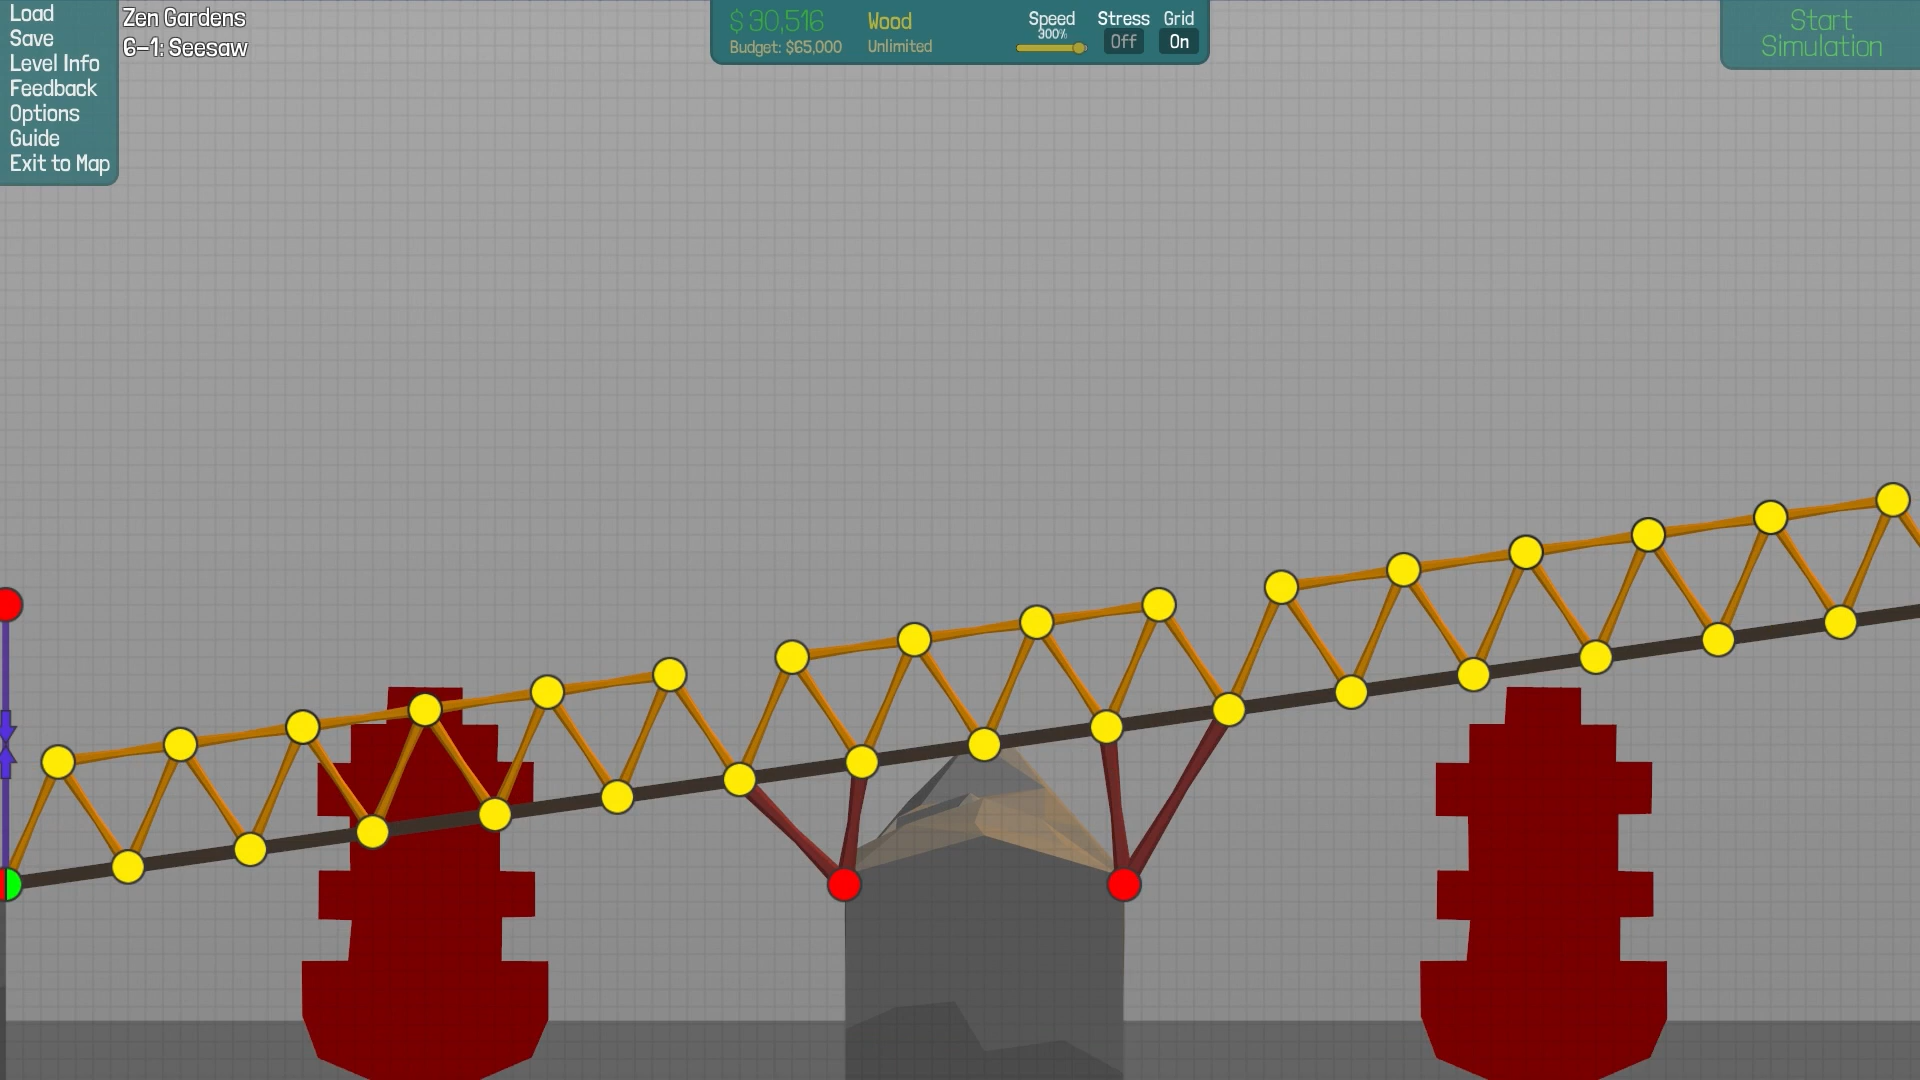 Load
Save
Level Info
Feedback
Options
Guide
Exit to Map
Zen Gardens
6-1: Seesaw
$ 30,516
Budget: $65,000
Wood
Unlimited
Speed
300%
Stress
Off
Grid
On
Start
Simulation